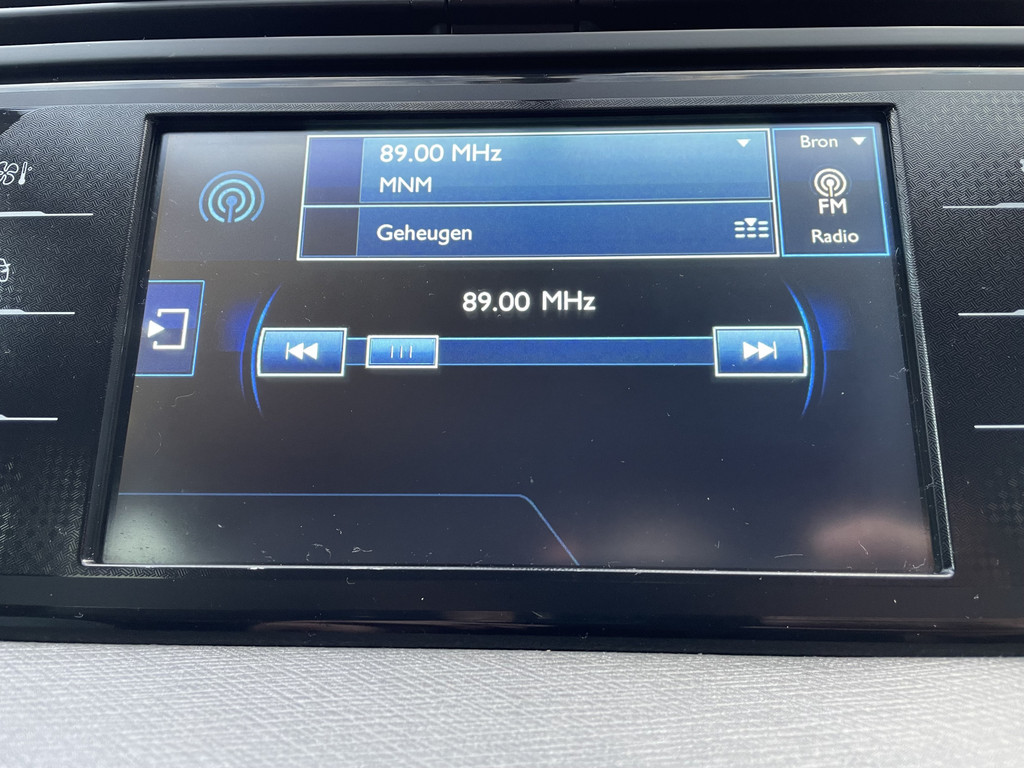 89.00 MHz
MNM
Geheugen
Bron
FM
Radio
89.00 MHz